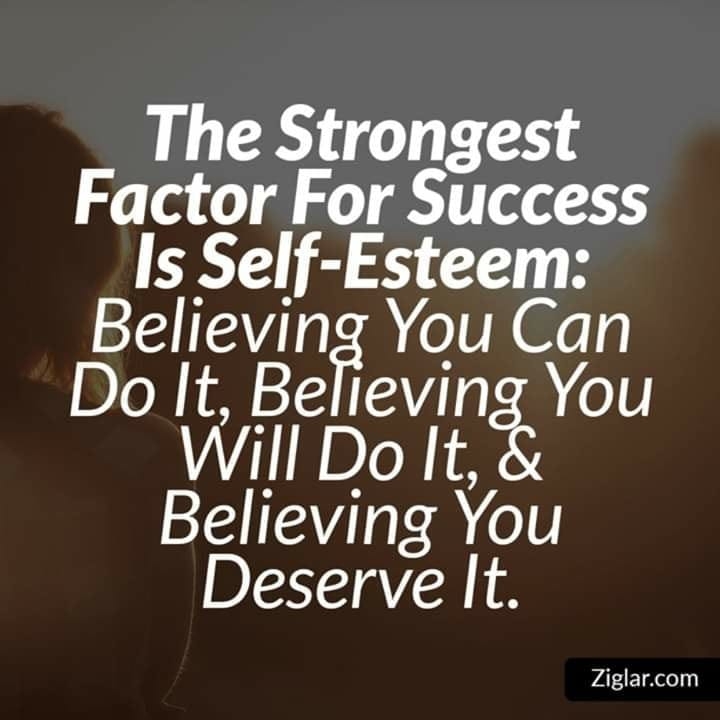 The Strongest
Factor For Success
Is Self-Esteem:
Believing You Can
Do It, Believing You
Will Do It, &
Believing You
Deserve It.
Ziglar.com